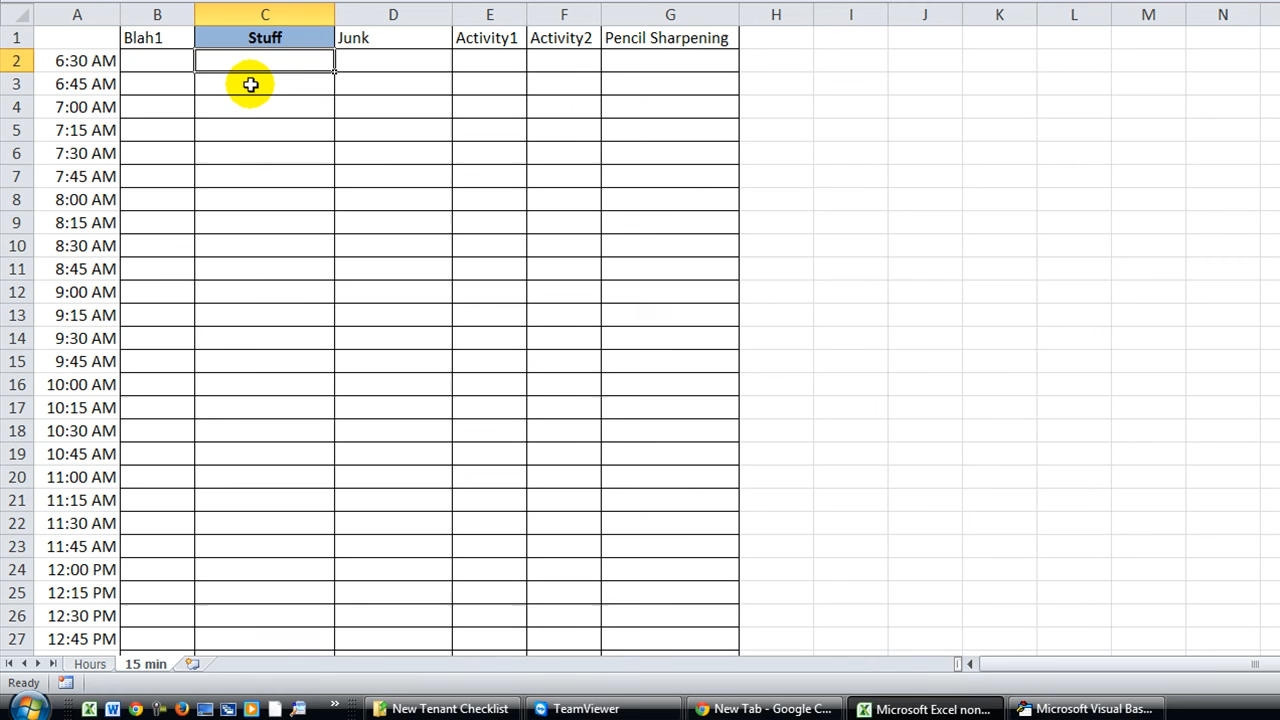 A B C D E F G H I J K L M N
1 Blah1 Stuff Junk Activity1 Activity2 Pencil Sharpening
2 6:30 AM
3 6:45 AM
4 7:00 AM
5 7:15 AM
6 7:30 AM
7 7:45 AM
8 8:00 AM
9 8:15 AM
10 8:30 AM
11 8:45 AM
12 9:00 AM
13 9:15 AM
14 9:30 AM
15 9:45 AM
16 10:00 AM
17 10:15 AM
18 10:30 AM
19 10:45 AM
20 11:00 AM
21 11:15 AM
22 11:30 AM
23 11:45 AM
24 12:00 PM
25 12:15 PM
26 12:30 PM
27 12:45 PM
Hours 15 min
Ready
New Tenant Checklist TeamViewer New Tab - Google C... Microsoft Excel non... Microsoft Visual Bas...